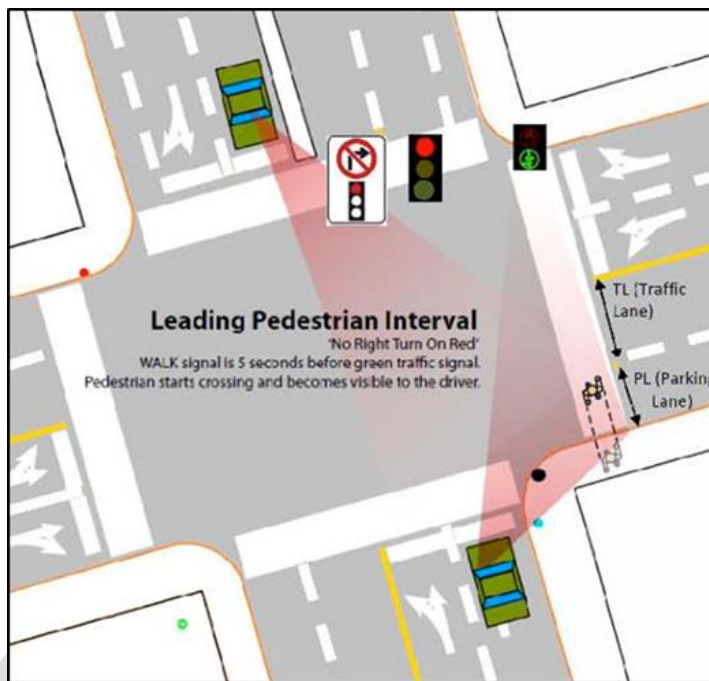 Leading Pedestrian Interval
'No Right Turn On Red'
WALK signal is 5 seconds before green traffic signal.
Pedestrian starts crossing and becomes visible to the driver.
TL (Traffic
Lane)
PL (Parking
Lane)